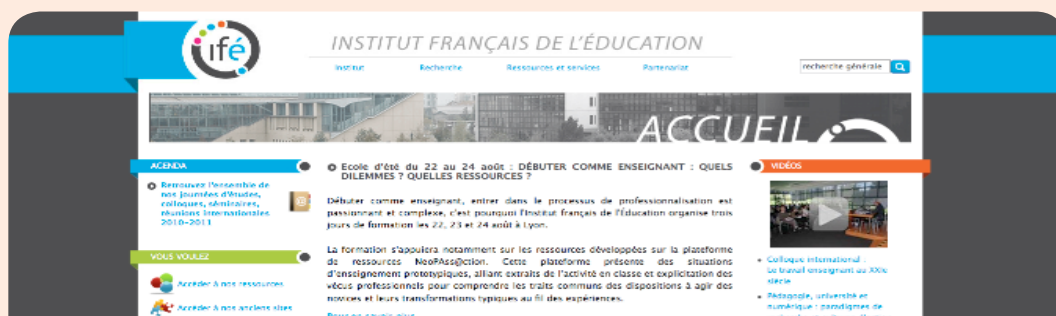 ifé
INSTITUT FRANÇAIS DE L'ÉDUCATION
Institut Recherche Ressources et services Partenariat
recherche générale
ACCUEIL
AGENDA
Retrouvez l'ensemble de
nos journées d'études,
colloques, séminaires,
réunions internationales
2010-2011
VOUS VOULEZ
Accéder à nos ressources
Accéder à nos anciens sites
Ecole d'été du 22 au 24 août : DÉBUTER COMME ENSEIGNANT : QUELS
DILEMMES ? QUELLES RESSOURCES ?
Débuter comme enseignant, entrer dans le processus de professionnalisation est
passionnant et complexe, c'est pourquoi l'Institut français de l'Éducation organise trois
jours de formation les 22, 23 et 24 août à Lyon.
La formation s'appuiera notamment sur les ressources développées sur la plateforme
de ressources NeoPAss@ction. Cette plateforme présente des situations
d'enseignement prototypiques, alliant extraits de l'activité en classe et explicitation des
vécus professionnels pour comprendre les traits communs des dispositions à agir des
novices et leurs transformations typiques au fil des expériences.
VIDÉOS
Colloque international :
Le travail enseignant au XXIe
siècle
Pédagogie, université et
numérique : paradigmes de